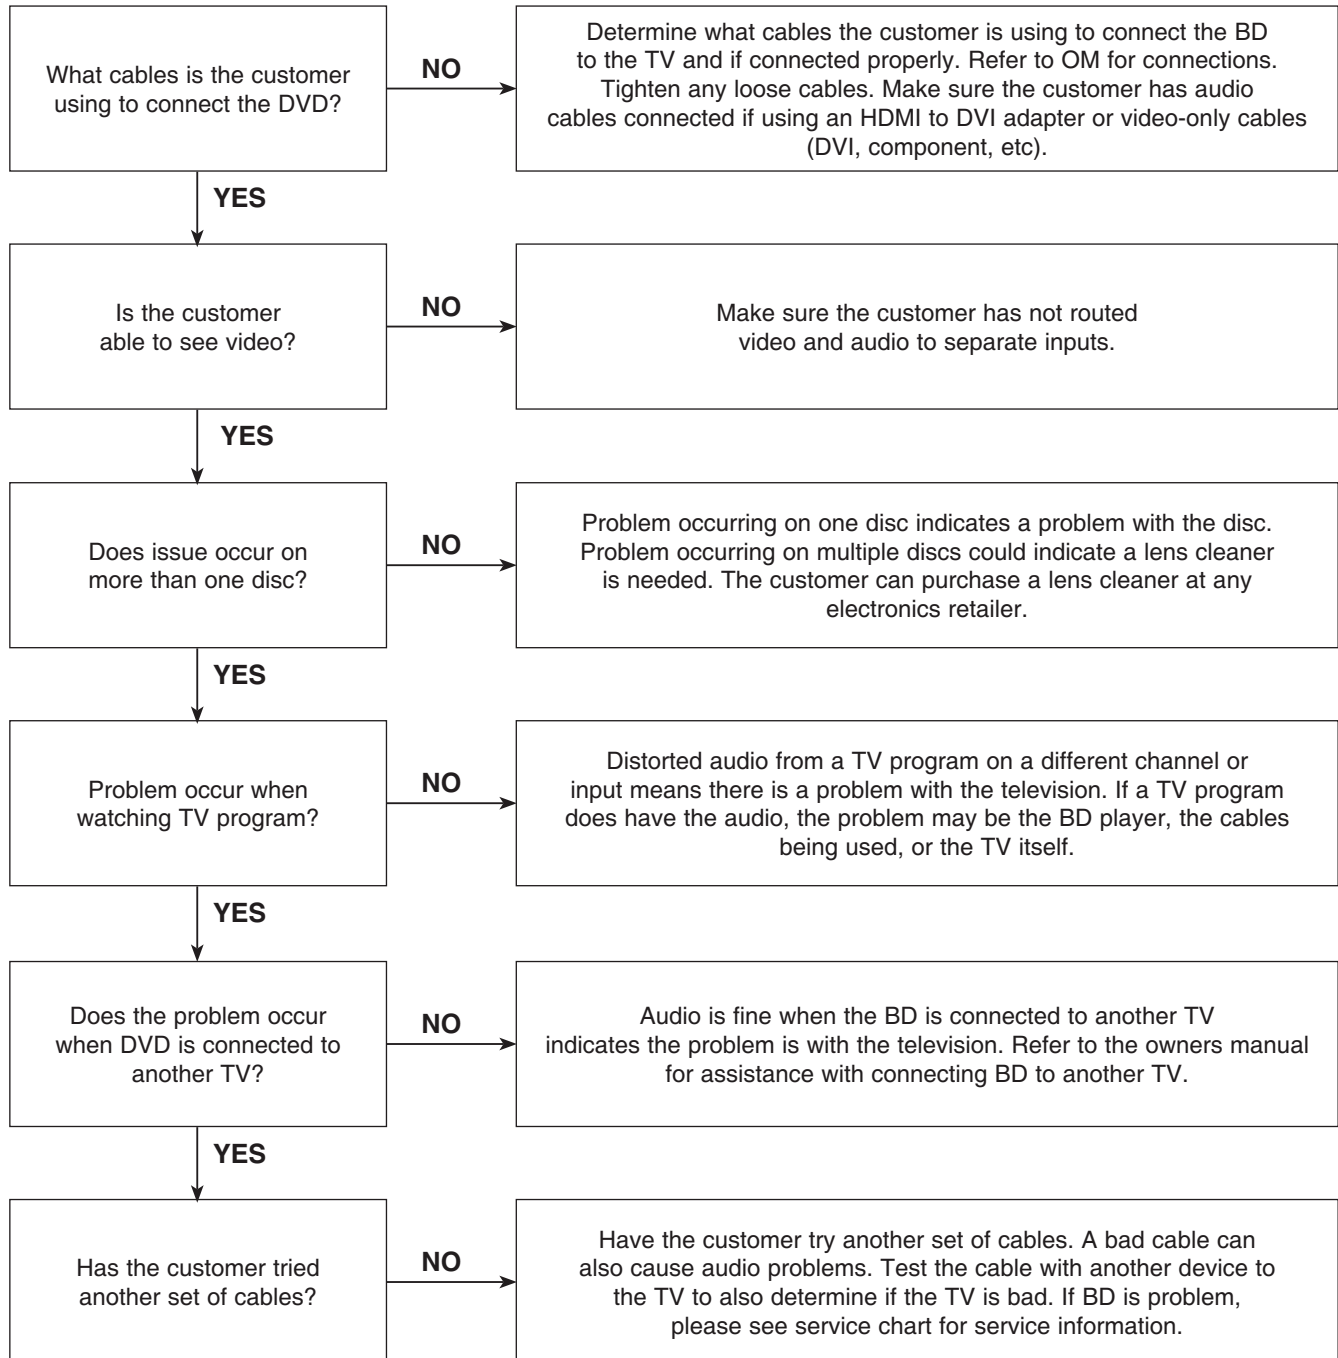 What cables is the customer
using to connect the DVD?
NO
Determine what cables the customer is using to connect the BD
to the TV and if connected properly. Refer to OM for connections.
Tighten any loose cables. Make sure the customer has audio
cables connected if using an HDMI to DVI adapter or video-only cables
(DVI, component, etc).
YES
Is the customer
able to see video?
NO
Make sure the customer has not routed
video and audio to separate inputs.
YES
Does issue occur on
more than one disc?
NO
Problem occurring on one disc indicates a problem with the disc.
Problem occurring on multiple discs could indicate a lens cleaner
is needed. The customer can purchase a lens cleaner at any
electronics retailer.
YES
Problem occur when
watching TV program?
NO
Distorted audio from a TV program on a different channel or
input means there is a problem with the television. If a TV program
does have the audio, the problem may be the BD player, the cables
being used, or the TV itself.
YES
Does the problem occur
when DVD is connected to
another TV?
NO
Audio is fine when the BD is connected to another TV
indicates the problem is with the television. Refer to the owners manual
for assistance with connecting BD to another TV.
YES
Has the customer tried
another set of cables?
NO
Have the customer try another set of cables. A bad cable can
also cause audio problems. Test the cable with another device to
the TV to also determine if the TV is bad. If BD is problem,
please see service chart for service information.